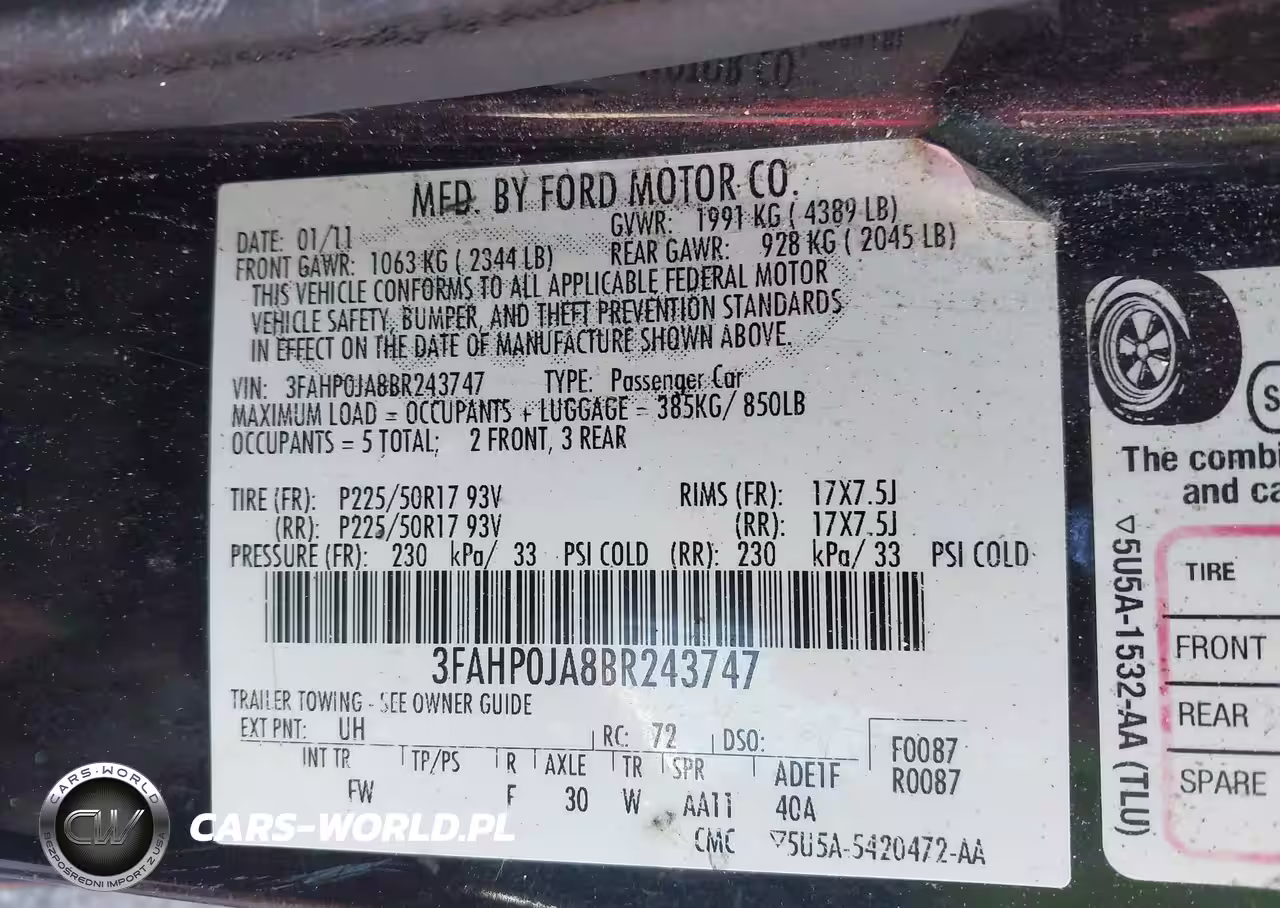 MOTOR CO
MFD. BY FORD MOTOR CO.
DATE: 01/11 GVWR: 1991 KG ( 4389 LB)
FRONT GAWR: 1063 KG ( 2344 LB) REAR GAWR: 928 KG ( 2045 LB)
THIS VEHICLE CONFORMS TO ALL APPLICABLE FEDERAL MOTOR
VEHICLE SAFETY, BUMPER, AND THEFT PREVENTION STANDARDS
IN EFFECT ON THE DATE OF MANUFACTURE SHOWN ABOVE.
VIN: 3FAHP0JA8BR243747 TYPE: Passenger Car
MAXIMUM LOAD = OCCUPANTS + LUGGAGE = 385KG/ 850LB
OCCUPANTS = 5 TOTAL; 2 FRONT, 3 REAR
TIRE (FR): P225/50R17 93V RIMS (FR): 17X7.5J
(RR): P225/50R17 93V (RR): 17X7.5J
PRESSURE (FR): 230 kPa/ 33 PSI COLD (RR): 230 kPa/ 33 PSI COLD
3FAHP0JA8BR243747
TRAILER TOWING - SEE OWNER GUIDE
EXT PNT: UH RC: 72 DSO: F0087
INT TR TP/PS R AXLE TR SPR ADE1F R0087
FW F 30 W AA11 40A
CMC ▽5U5A-5420472-AA
The combi
and ca
▽5U5A-1532-AA (TLU)
TIRE
FRONT
REAR
SPARE
CARS-WORLD
CW
BEZPOŚREDNI IMPORT Z USA
CARS-WORLD.PL